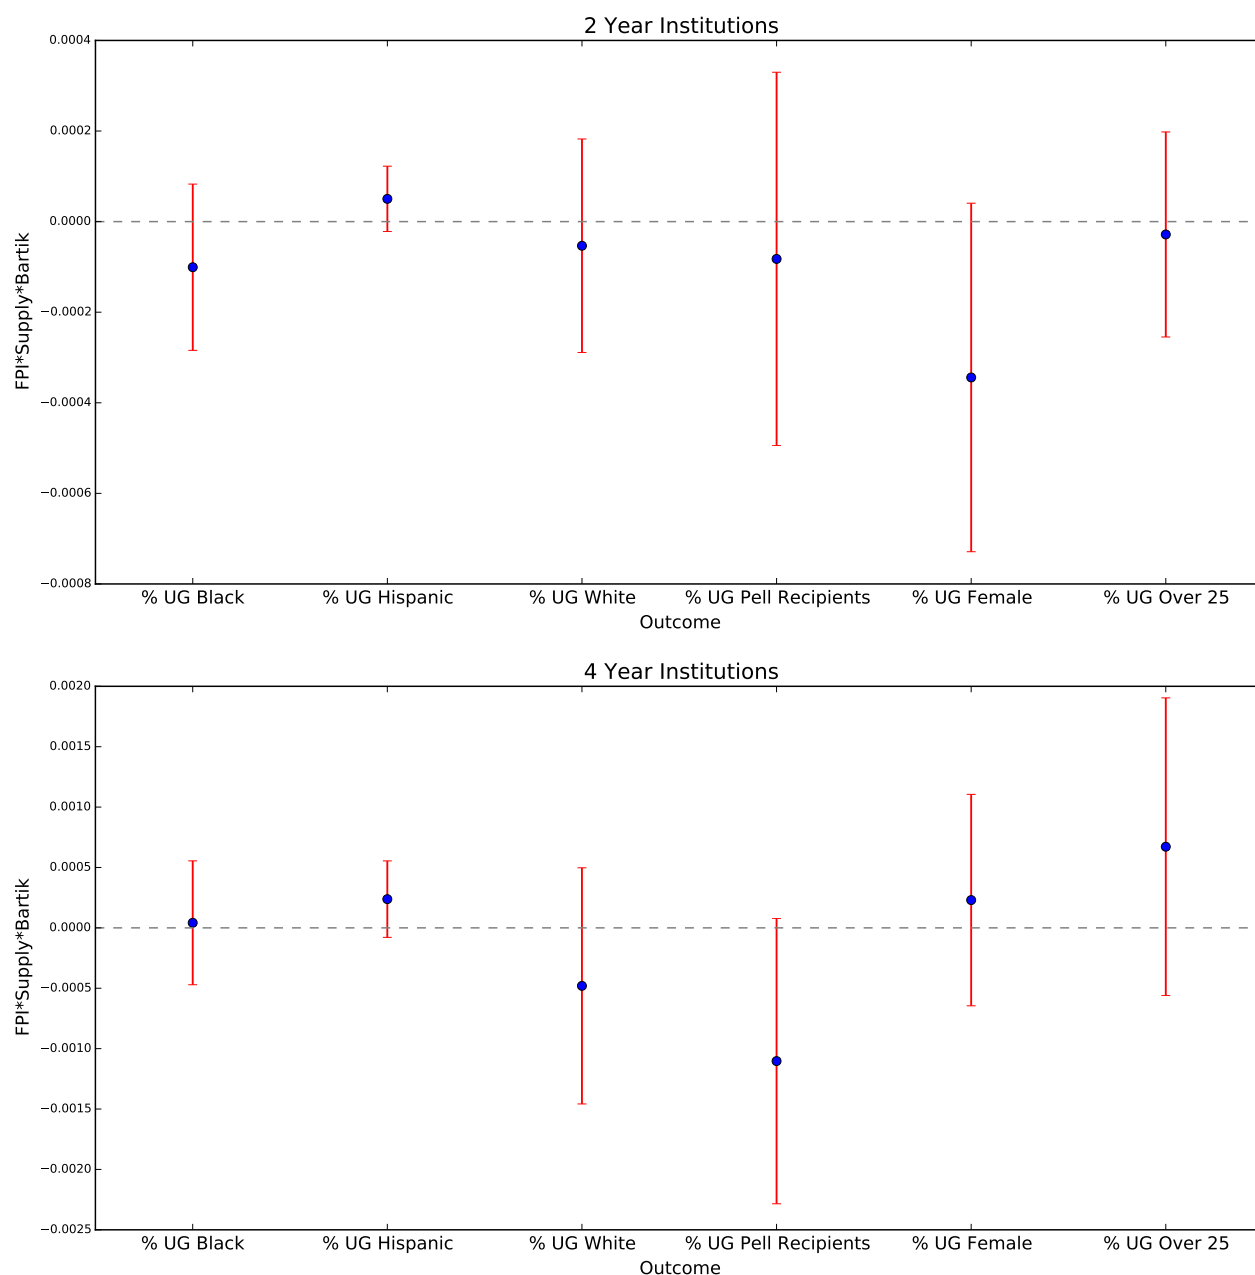 2 Year Institutions
0.0004
0.0002
0.0000
−0.0002
−0.0004
−0.0006
−0.0008
FPI*Supply*Bartik
% UG Black % UG Hispanic % UG White % UG Pell Recipients % UG Female % UG Over 25
Outcome
4 Year Institutions
0.0020
0.0015
0.0010
0.0005
0.0000
−0.0005
−0.0010
−0.0015
−0.0020
−0.0025
FPI*Supply*Bartik
% UG Black % UG Hispanic % UG White % UG Pell Recipients % UG Female % UG Over 25
Outcome